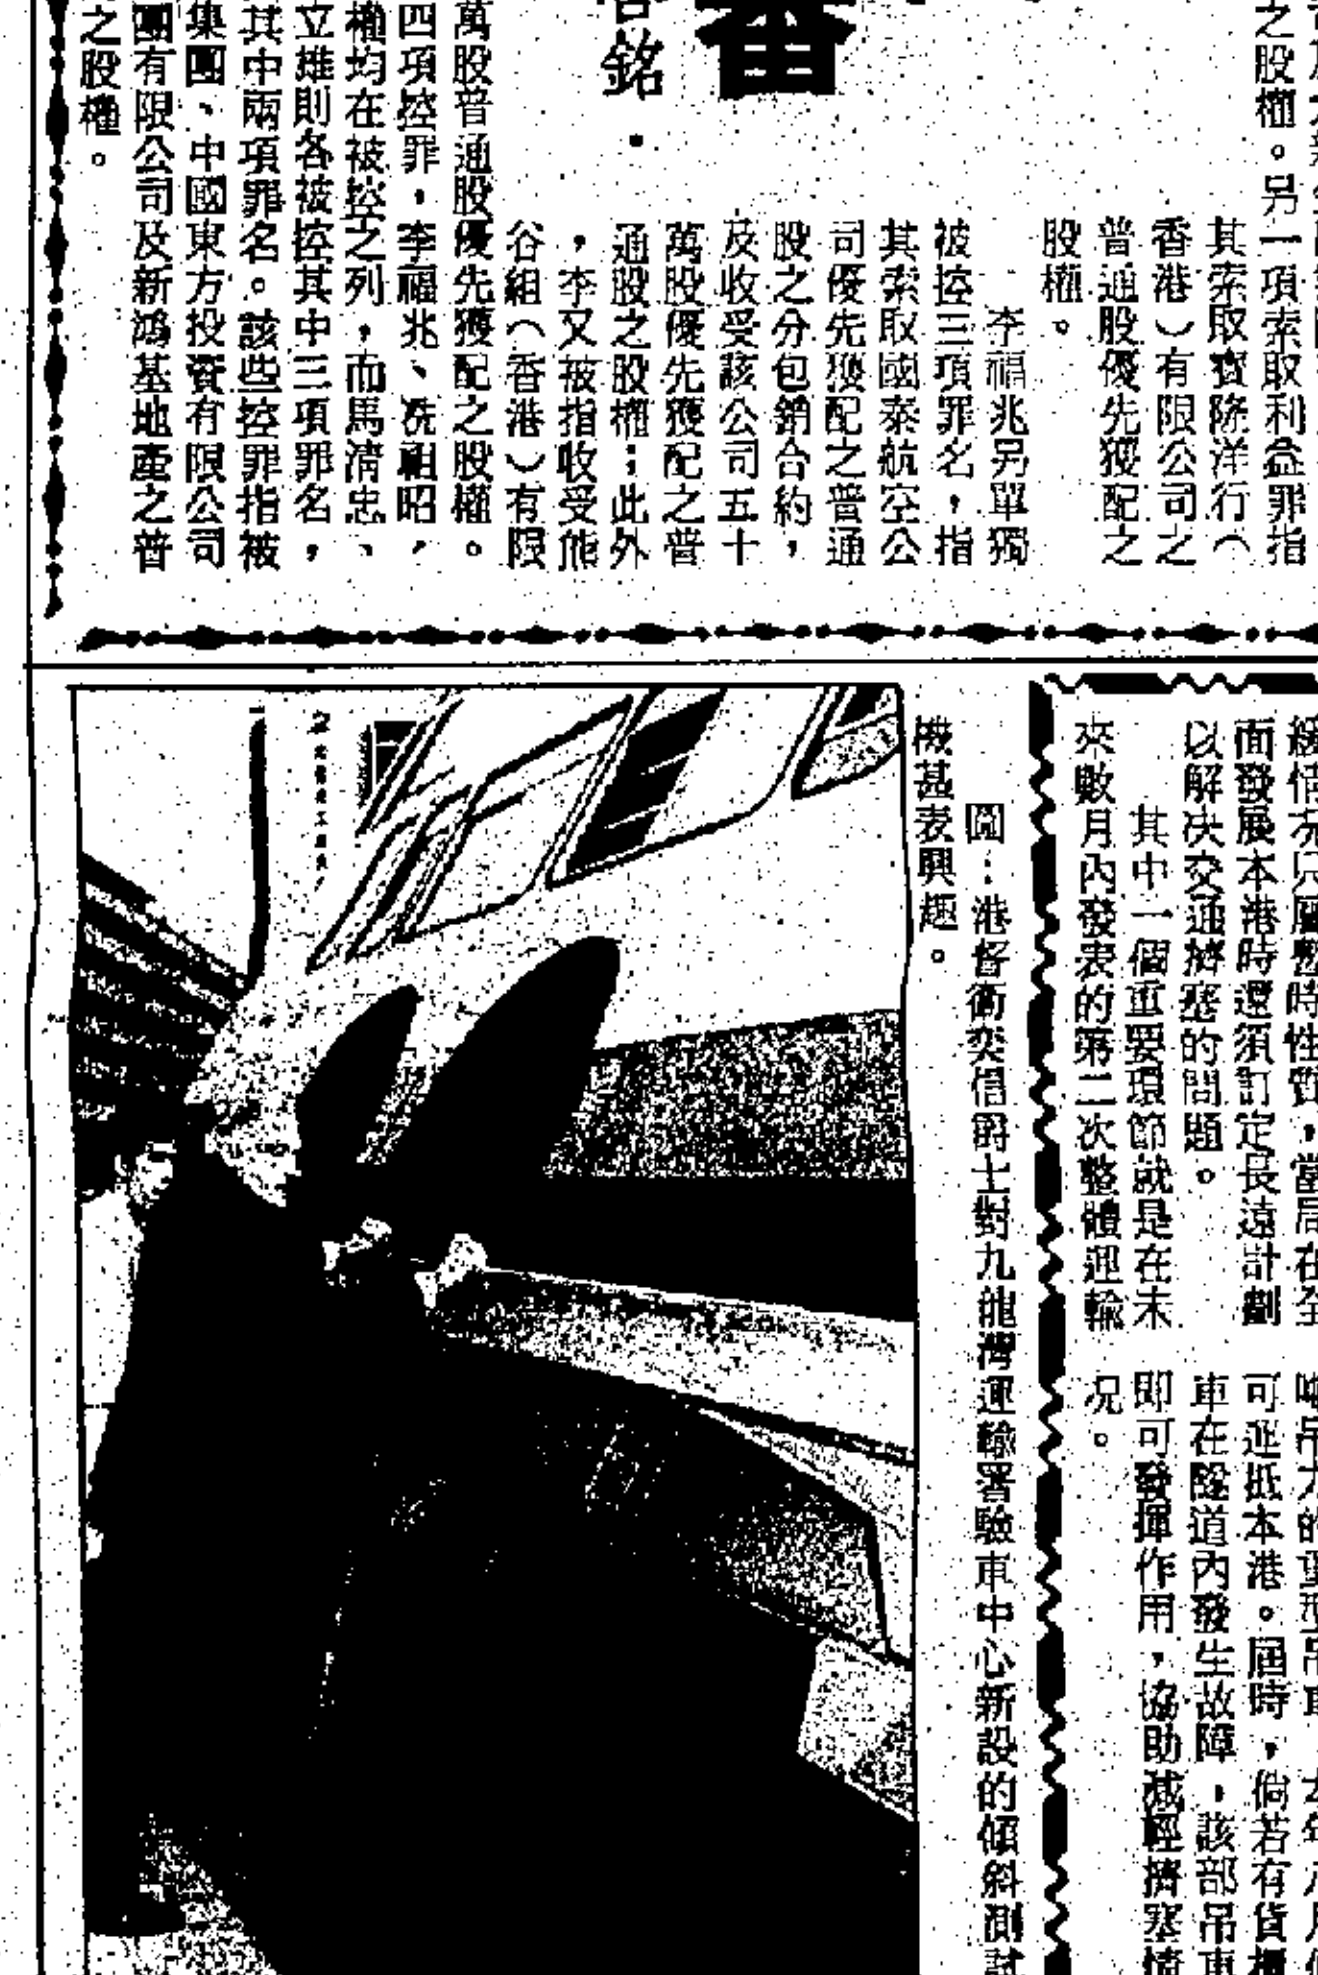 之股權。另一項索取利益罪指
其索取寶隆洋行（
香港）有限公司之
普通股優先獲配之
股權。
李福兆另單獨
被控三項罪名，指
其索取國泰航空公
司優先獲配之普通
股之分包銷合約，
及收受該公司五十
萬股優先獲配之普
通股之股權；此外
，李又被指收受熊
谷組（香港）有限
銘．
萬股普通股優先獲配之股權。
四項控罪，李福兆、冼祖昭，
權均在被控之列，而馬清忠、
立雄則各被控其中三項罪名，
其中兩項罪名。該些控罪指被
集團、中國東方投資有限公司
團有限公司及新鴻基地產之普
之股權。
面發展本港時還須訂定長遠計劃
以解决交通擠塞的問題。
其中一個重要環節就是在未
來數月內發表的第二次整體運輸
可運抵本港。屆時，倘若有貨櫃
車在隧道內發生故障，該部吊車
即可發揮作用，協助減輕擠塞情
况。
圖：港督衞奕信爵士對九龍灣運輸署驗車中心新設的傾斜測試
機甚表興趣。